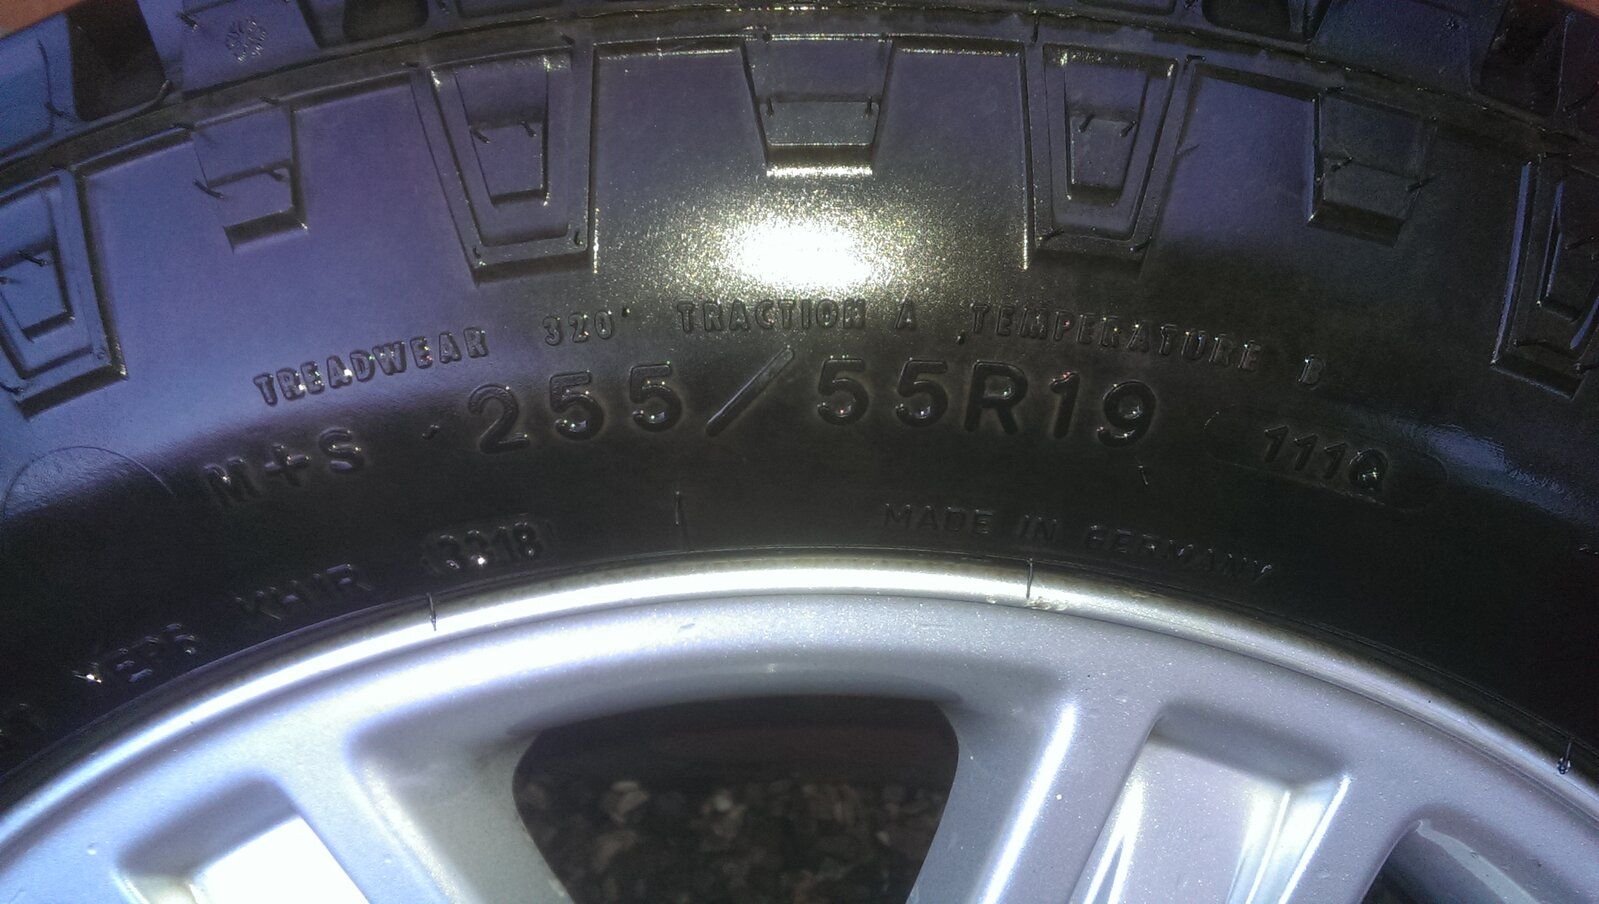 TREADWEAR 320 TRACTION A TEMPERATURE B
M+S 255/55R19 111Q
3318
MADE IN GERMANY